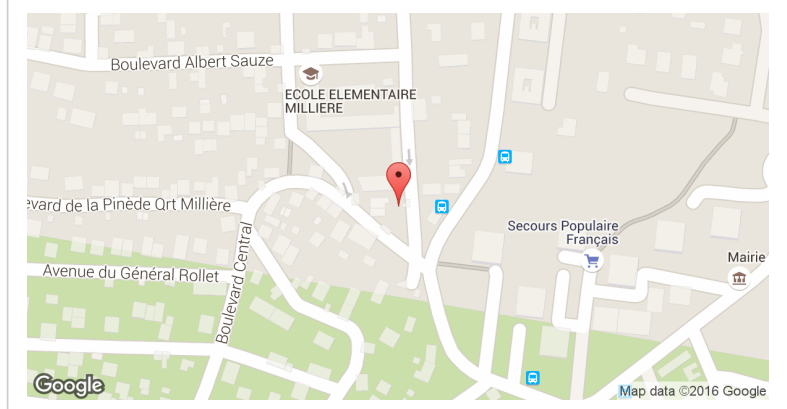 Boulevard Albert Sauze
ECOLE ELEMENTAIRE
MILLIERE
evard de la Pinède Qrt Millière
Secours Populaire
Français
Mairie
Avenue du Général Rollet
Boulevard Central
Google
Map data ©2016 Google